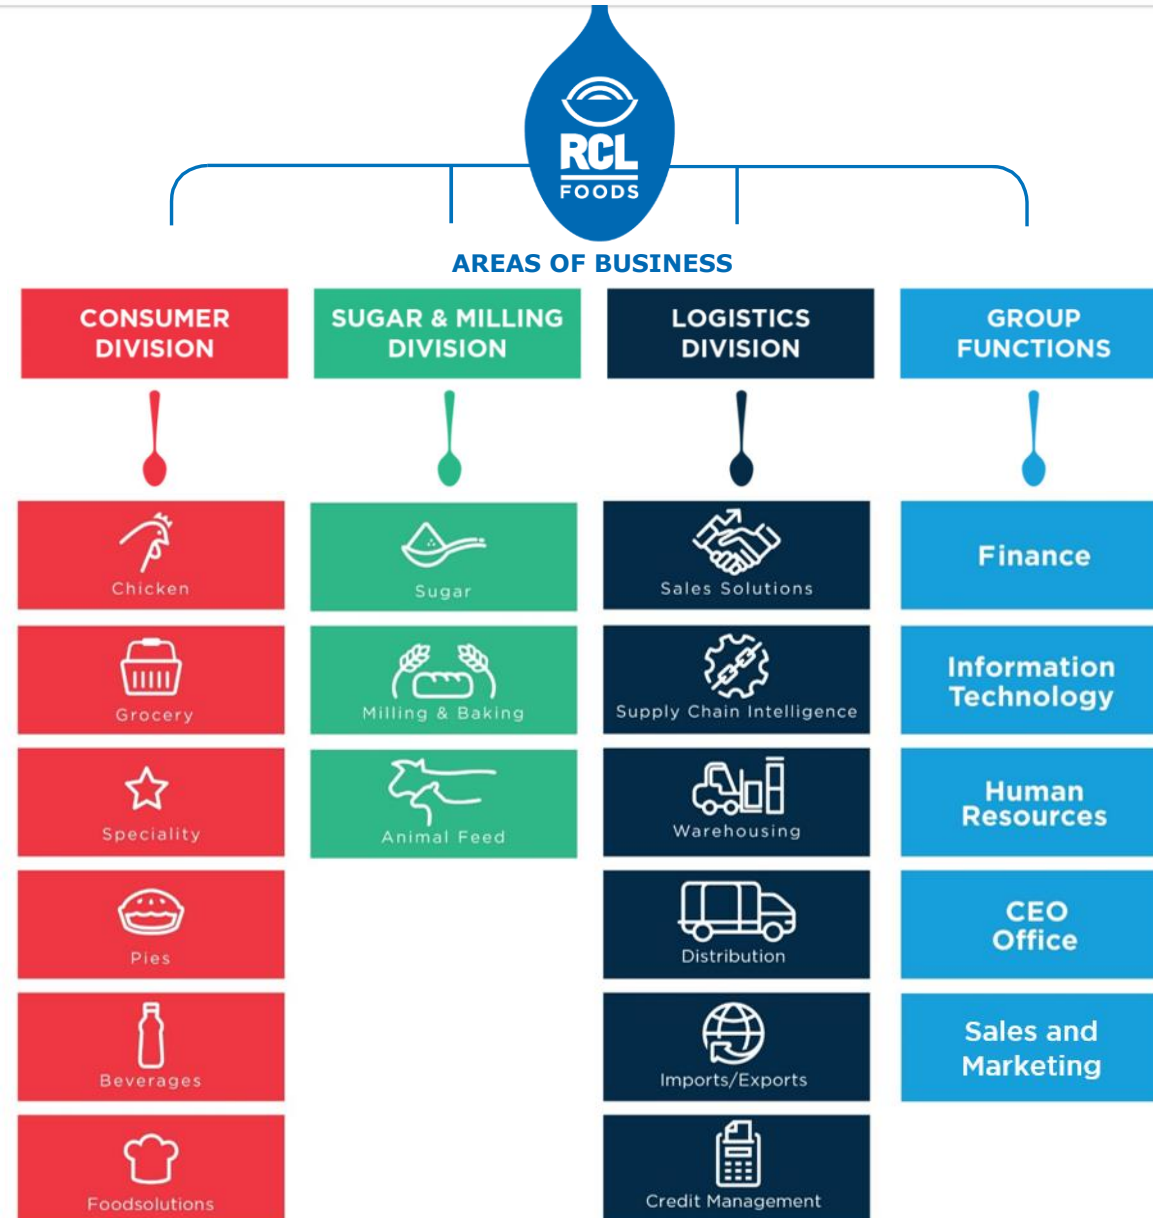 RCL
FOODS
AREAS OF BUSINESS
CONSUMER
DIVISION
Chicken
Grocery
Speciality
Pies
Beverages
Foodsolutions
SUGAR & MILLING
DIVISION
Sugar
Milling & Baking
Animal Feed
LOGISTICS
DIVISION
Sales Solutions
Supply Chain Intelligence
Warehousing
Distribution
Imports/Exports
Credit Management
GROUP
FUNCTIONS
Finance
Information
Technology
Human
Resources
CEO
Office
Sales and
Marketing